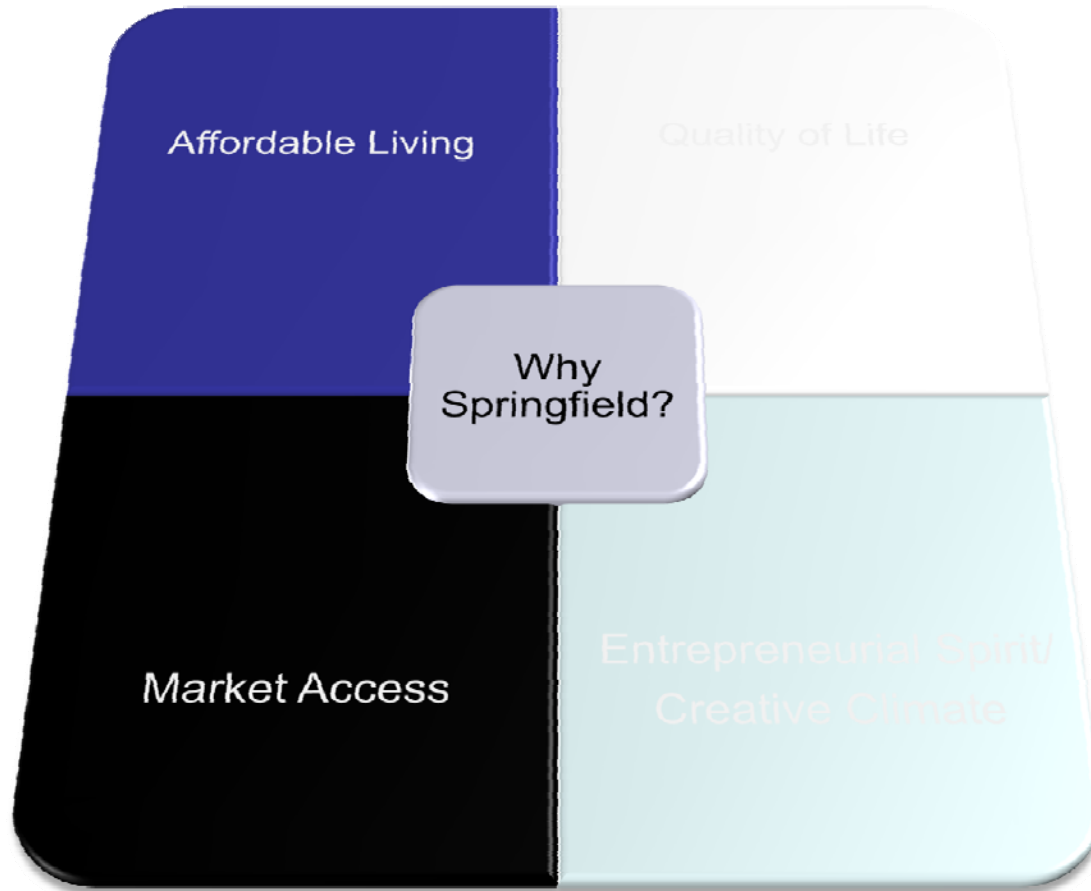 Affordable Living
Quality of Life
Why
Springfield?
Market Access
Entrepreneurial Spirit/
Creative Climate